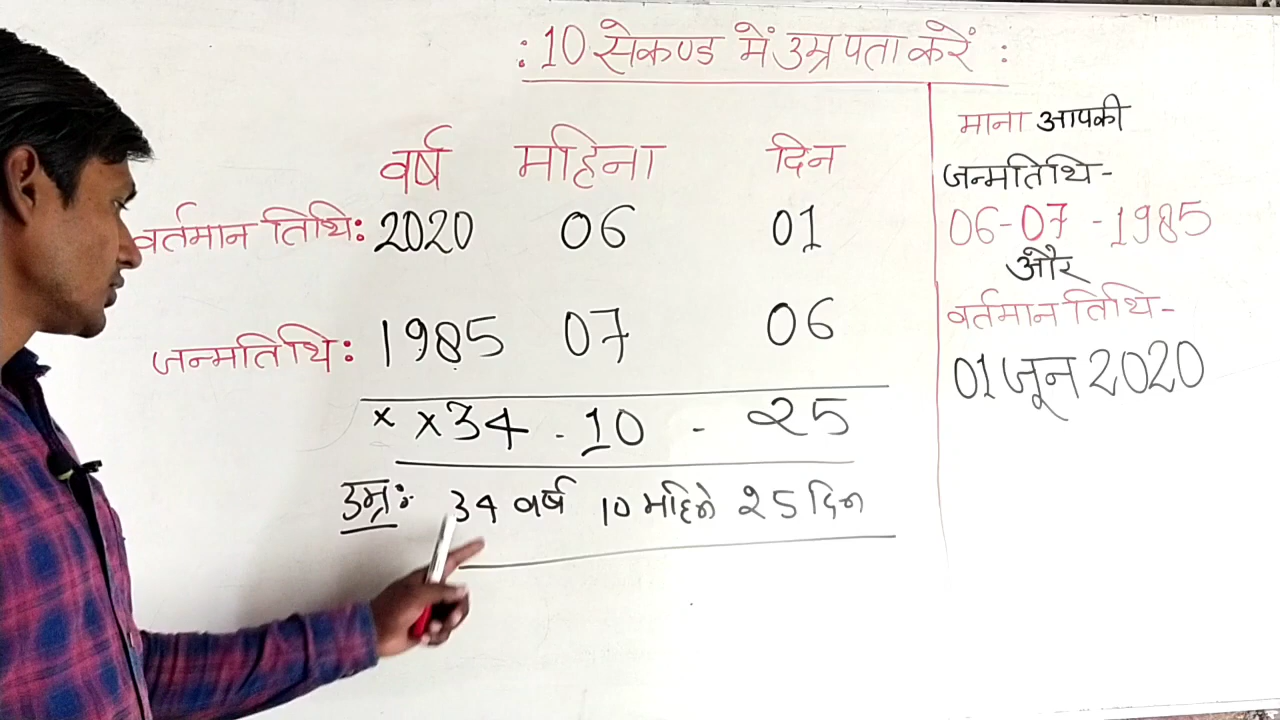 : 10 सेकण्ड में उम्र पता करें :
वर्ष महिना दिन
वर्तमान तिथि: 2020 06 01
जन्मतिथि: 1985 07 06
× × 34 - 10 - 25
उम्र:- 34 वर्ष 10 महिने 25 दिन
माना आपकी
जन्मतिथि-
06-07-1985
और
वर्तमान तिथि-
01 जून 2020